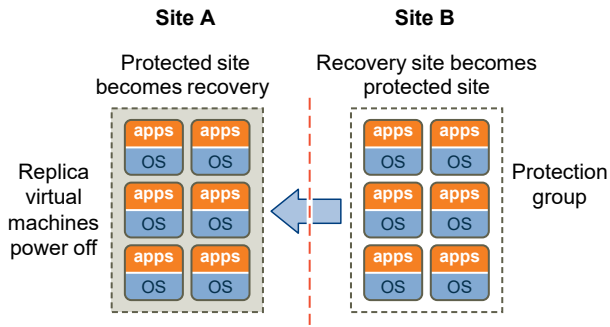 Site A
Site B
Protected site
becomes recovery
Recovery site becomes
protected site
Replica
virtual
machines
power off
apps
apps
OS
OS
apps
apps
OS
OS
apps
apps
OS
OS
apps
apps
OS
OS
apps
apps
OS
OS
apps
apps
OS
OS
Protection
group